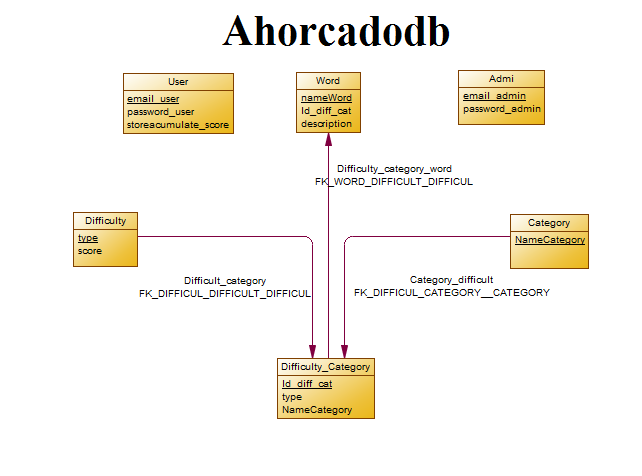 Ahorcadodb
User
email_user
password_user
storeacumulate_score
Word
nameWord
Id_diff_cat
description
Admi
email_admin
password_admin
Difficulty_category_word
FK_WORD_DIFFICULT_DIFFICUL
Difficulty
type
score
Category
NameCategory
Difficult_category
FK_DIFFICUL_DIFFICULT_DIFFICUL
Category_difficult
FK_DIFFICUL_CATEGORY__CATEGORY
Difficulty_Category
Id_diff_cat
type
NameCategory